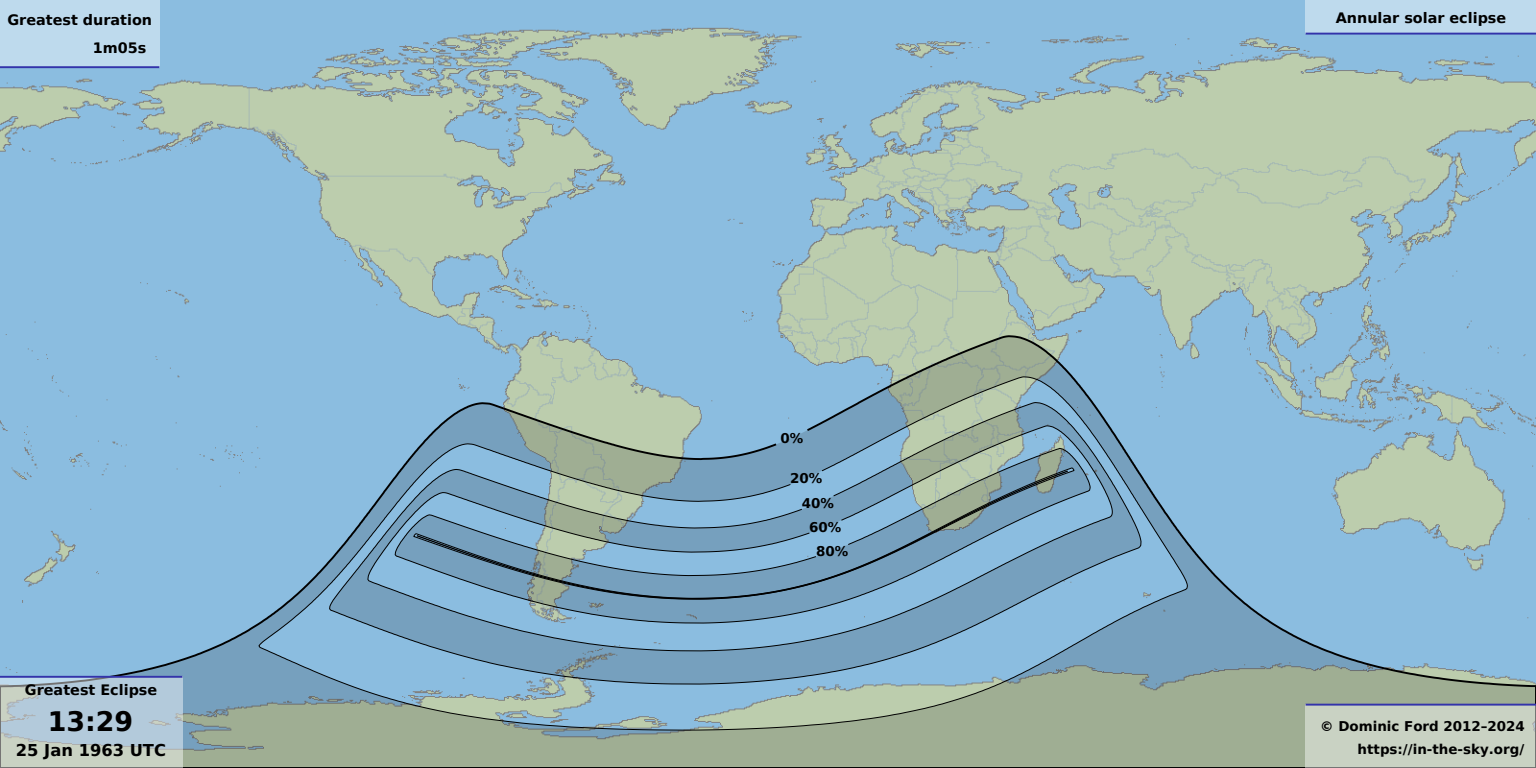 Greatest duration
1m05s
Annular solar eclipse
0%
20%
40%
60%
80%
Greatest Eclipse
13:29
25 Jan 1963 UTC
© Dominic Ford 2012–2024
https://in-the-sky.org/